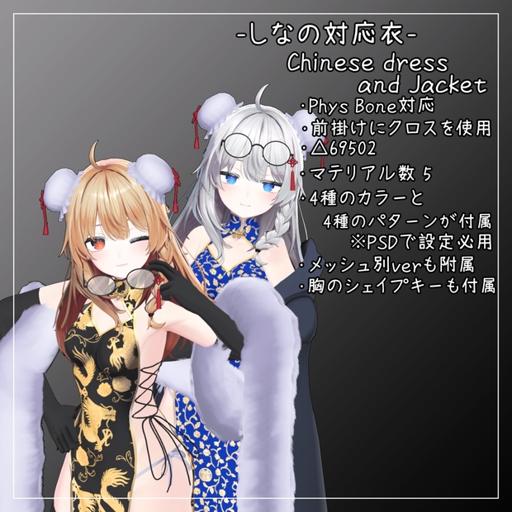 -しなの対応衣-
Chinese dress
and Jacket
・Phys Bone対応
・前掛けにクロスを使用
・△69502
・マテリアル数 5
・4種のカラーと
4種のパターンが付属
※PSDで設定必用
・メッシュ別verも附属
・胸のシェイプキーも付属